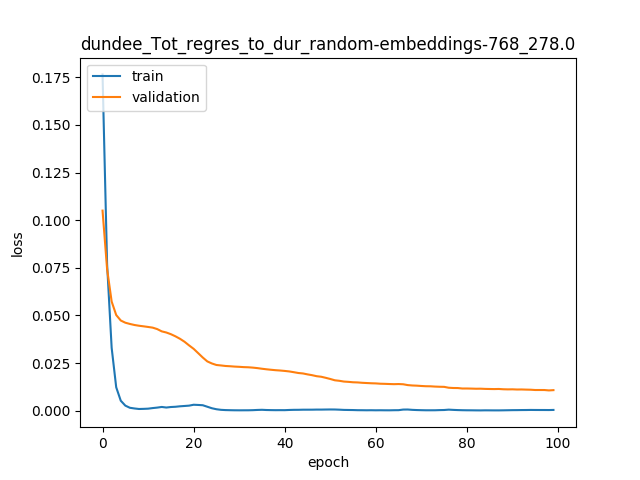 dundee_Tot_regres_to_dur_random-embeddings-768_278.0
train
validation
0.175
0.150
0.125
0.100
0.075
0.050
0.025
0.000
loss
0 20 40 60 80 100
epoch